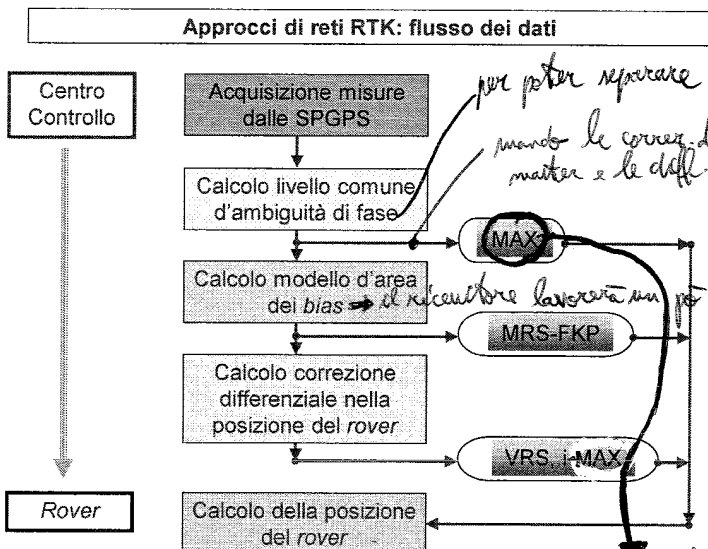 Approcci di reti RTK: flusso dei dati
Centro
Controllo
Acquisizione misure
dalle SPGPS
per poter separare
mando le correz. d
master e le diff.
Calcolo livello comune
d'ambiguità di fase
MAX
Calcolo modello d'area
dei bias
il ricevitore lavorerà un pò
MRS-FKP
Calcolo correzione
differenziale nella
posizione del rover
VRS, i-MAX
Rover
Calcolo della posizione
del rover